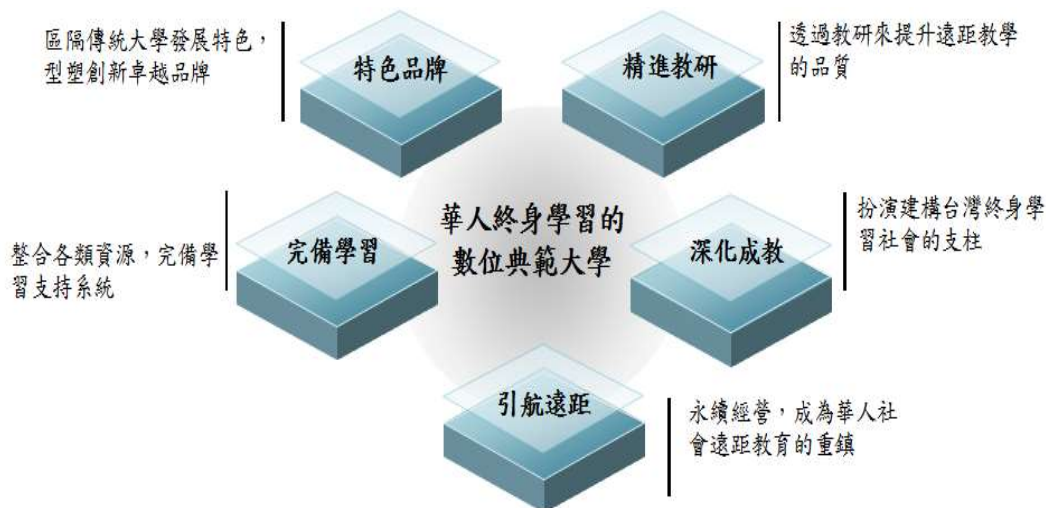 區隔傳統大學發展特色，
型塑創新卓越品牌
特色品牌
精進教研
透過教研來提升遠距教學
的品質
華人終身學習的
數位典範大學
整合各類資源，完備學
習支持系統
完備學習
深化成教
扮演建構台灣終身學
習社會的支柱
引航遠距
永續經營，成為華人社
會遠距教育的重鎮